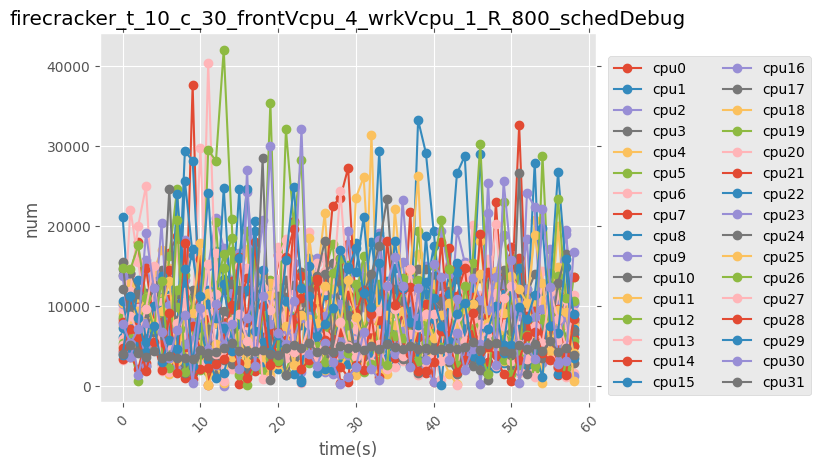 firecracker_t_10_c_30_frontVcpu_4_wrkVcpu_1_R_800_schedDebug
num
40000
30000
20000
10000
0
0
10
20
30
40
50
60
time(s)
cpu0
cpu1
cpu2
cpu3
cpu4
cpu5
cpu6
cpu7
cpu8
cpu9
cpu10
cpu11
cpu12
cpu13
cpu14
cpu15
cpu16
cpu17
cpu18
cpu19
cpu20
cpu21
cpu22
cpu23
cpu24
cpu25
cpu26
cpu27
cpu28
cpu29
cpu30
cpu31